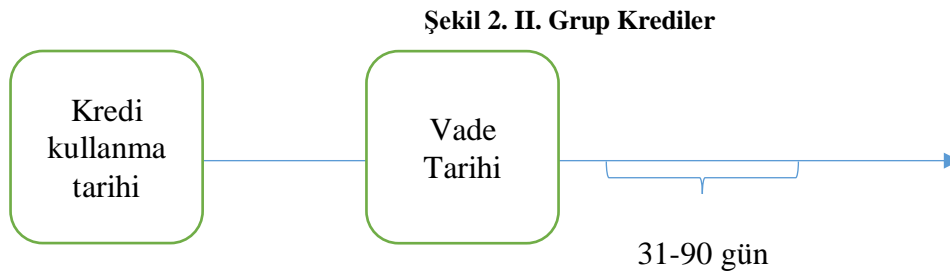 Şekil 2. II. Grup Krediler
Kredi
kullanma
tarihi
Vade
Tarihi
31-90 gün